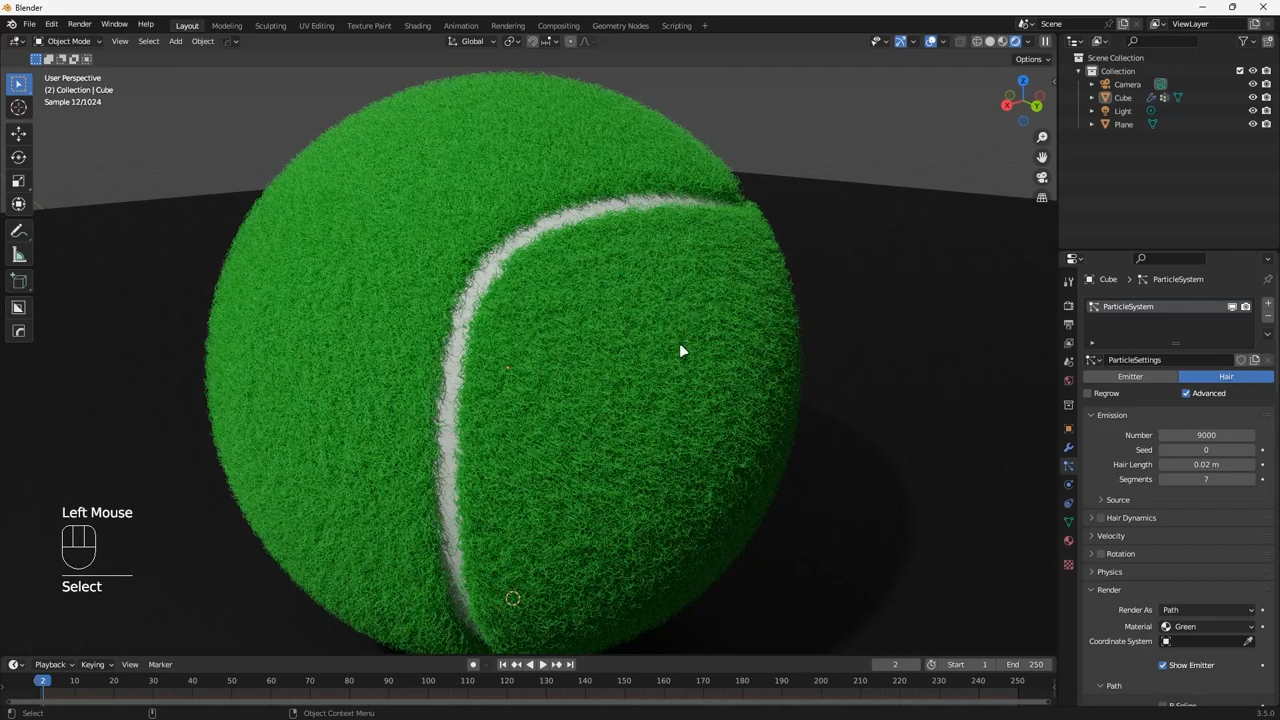 Blender
File Edit Render Window Help
Layout Modeling Sculpting UV Editing Texture Paint Shading Animation Rendering Compositing Geometry Nodes Scripting +
Scene
ViewLayer
Object Mode View Select Add Object
Global
Options
User Perspective
(2) Collection | Cube
Sample 12/1024
X
Y
Z
Scene Collection
Collection
Camera
Cube
Light
Plane
Cube ParticleSystem
ParticleSystem
ParticleSettings
Emitter Hair
Regrow Advanced
Emission
Number 9000
Seed 0
Hair Length 0.02 m
Segments 7
Source
Hair Dynamics
Velocity
Rotation
Physics
Render
Render As Path
Material Green
Coordinate System
Show Emitter
Path
Left Mouse
Select
Playback Keying View Marker
2
Start 1
End 250
2 10 20 30 40 50 60 70 80 90 100 110 120 130 140 150 160 170 180 190 200 210 220 230 240 250
Select
Object Context Menu
3.5.0